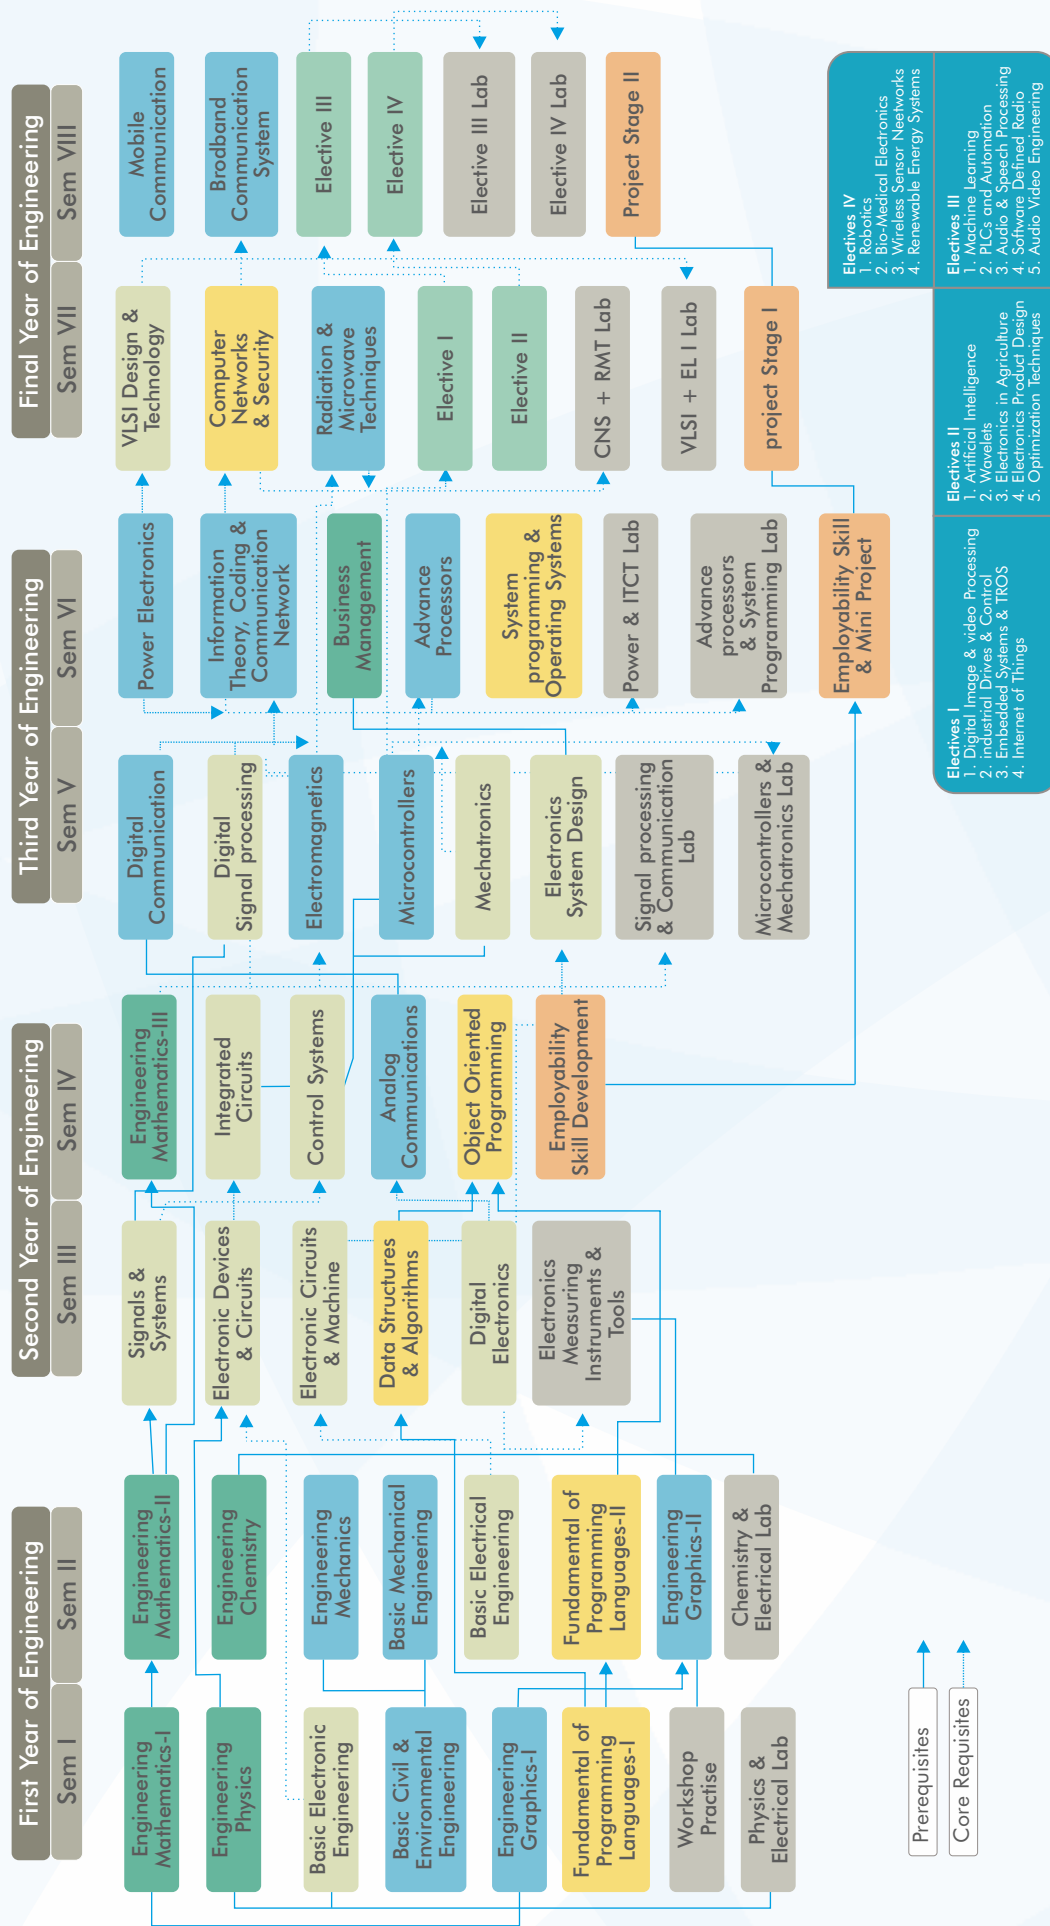 First Year of Engineering
Sem I
Sem II
Engineering
Mathematics-I
Engineering
Physics
Basic Electronic
Engineering
Basic Civil &
Environmental
Engineering
Engineering
Graphics-I
Fundamental of
Programming
Languages-I
Workshop
Practise
Physics &
Electrical Lab
Engineering
Mathematics-II
Engineering
Chemistry
Engineering
Mechanics
Basic Mechanical
Engineering
Basic Electrical
Engineering
Fundamental of
Programming
Languages-II
Engineering
Graphics-II
Chemistry &
Electrical Lab
Second Year of Engineering
Sem III
Sem IV
Signals &
Systems
Electronic Devices
& Circuits
Electronic Circuits
& Machine
Data Structures
& Algorithms
Digital
Electronics
Electronics
Measuring
Instruments &
Tools
Engineering
Mathematics-III
Integrated
Circuits
Control Systems
Analog
Communications
Object Oriented
Programming
Employability
Skill Development
Third Year of Engineering
Sem V
Sem VI
Digital
Communication
Digital
Signal processing
Electromagnetics
Microcontrollers
Mechatronics
Electronics
System Design
Signal processing
& Communication
Lab
Microcontrollers &
Mechatronics Lab
Power Electronics
Information
Theory, Coding &
Communication
Network
Business
Management
Advance
Processors
System
programming &
Operating Systems
Power & ITCT Lab
Advance
processors
& System
Programming Lab
Employability Skill
& Mini Project
Final Year of Engineering
Sem VII
Sem VIII
VLSI Design &
Technology
Computer
Networks
& Security
Radiation &
Microwave
Techniques
Elective I
Elective II
CNS + RMT Lab
VLSI + EL I Lab
project Stage I
Mobile
Communication
Brodband
Communication
System
Elective III
Elective IV
Elective III Lab
Elective IV Lab
Project Stage II
Prerequisites
Core Requisites
Electives I
1. Digital Image & video Processing
2. industrial Drives & Control
3. Embedded Systems & TROS
4. Internet of Things
Electives II
1. Artificial Intelligence
2. Wavelets
3. Electronics in Agriculture
4. Electronics Product Design
5. Optimization Techniques
Electives III
1. Machine Learning
2. PLCs and Automation
3. Audio & Speech Processing
4. Software Defined Radio
5. Audio Video Engineering
Electives IV
1. Robotics
2. Bio-Medical Electronics
3. Wireless Sensor Neetworks
4. Renewable Energy Systems